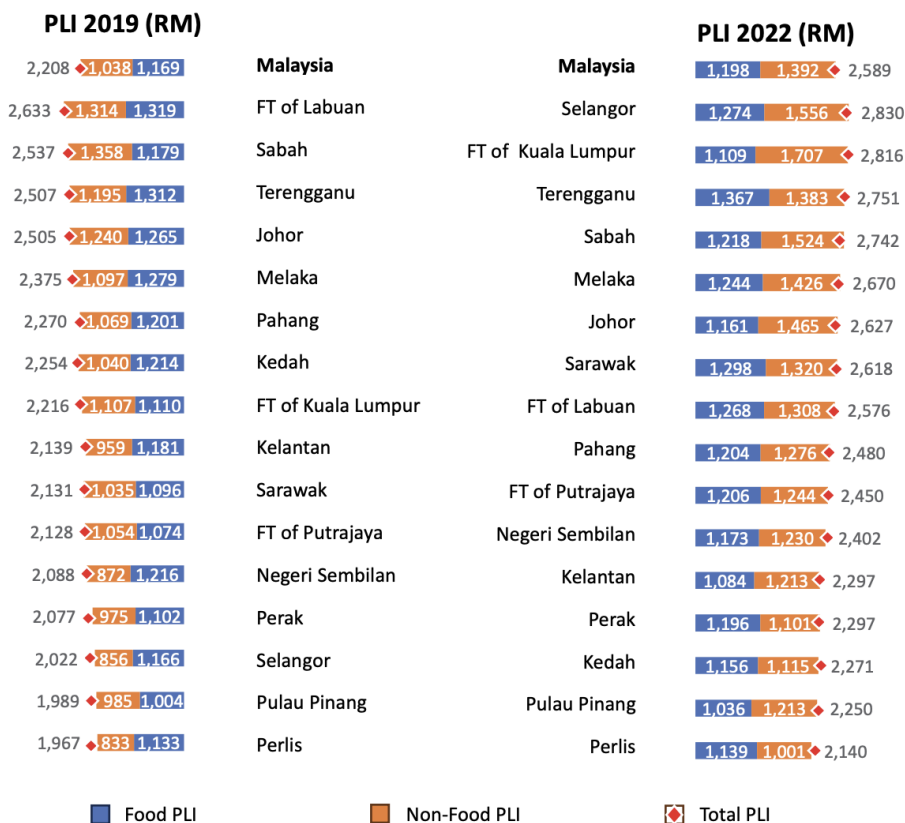 PLI 2019 (RM) PLI 2022 (RM)
2,208 1,038 1,169 Malaysia Malaysia 1,198 1,392 2,589
2,633 1,314 1,319 FT of Labuan Selangor 1,274 1,556 2,830
2,537 1,358 1,179 Sabah FT of Kuala Lumpur 1,109 1,707 2,816
2,507 1,195 1,312 Terengganu Terengganu 1,367 1,383 2,751
2,505 1,240 1,265 Johor Sabah 1,218 1,524 2,742
2,375 1,097 1,279 Melaka Melaka 1,244 1,426 2,670
2,270 1,069 1,201 Pahang Johor 1,161 1,465 2,627
2,254 1,040 1,214 Kedah Sarawak 1,298 1,320 2,618
2,216 1,107 1,110 FT of Kuala Lumpur FT of Labuan 1,268 1,308 2,576
2,139 959 1,181 Kelantan Pahang 1,204 1,276 2,480
2,131 1,035 1,096 Sarawak FT of Putrajaya 1,206 1,244 2,450
2,128 1,054 1,074 FT of Putrajaya Negeri Sembilan 1,173 1,230 2,402
2,088 872 1,216 Negeri Sembilan Kelantan 1,084 1,213 2,297
2,077 975 1,102 Perak Perak 1,196 1,101 2,297
2,022 856 1,166 Selangor Kedah 1,156 1,115 2,271
1,989 985 1,004 Pulau Pinang Pulau Pinang 1,036 1,213 2,250
1,967 833 1,133 Perlis Perlis 1,139 1,001 2,140
Food PLI Non-Food PLI Total PLI